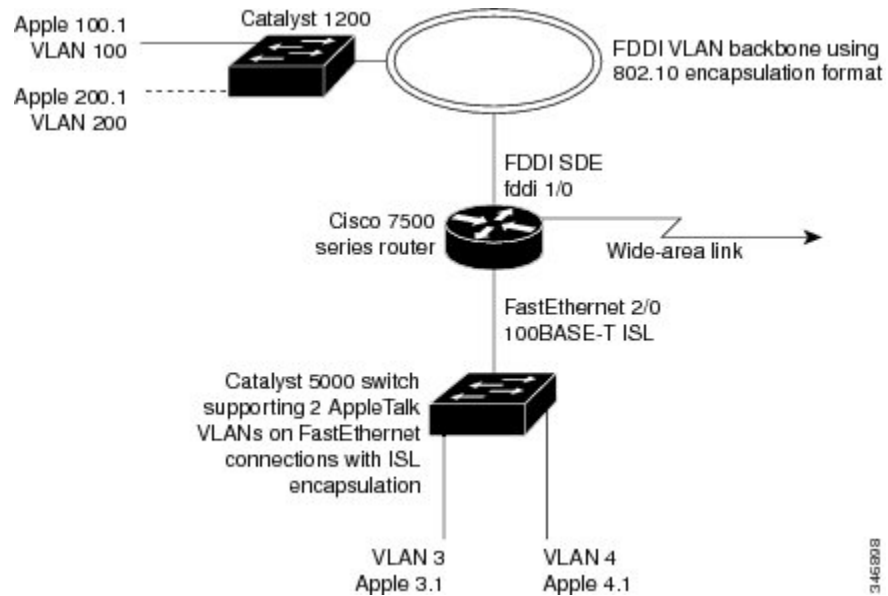 Catalyst 1200
Apple 100.1
VLAN 100
Apple 200.1
VLAN 200
FDDI VLAN backbone using
802.10 encapsulation format
FDDI SDE
fddi 1/0
Cisco 7500
series router
Wide-area link
FastEthernet 2/0
100BASE-T ISL
Catalyst 5000 switch
supporting 2 AppleTalk
VLANs on FastEthernet
connections with ISL
encapsulation
VLAN 3
Apple 3.1
VLAN 4
Apple 4.1
346898